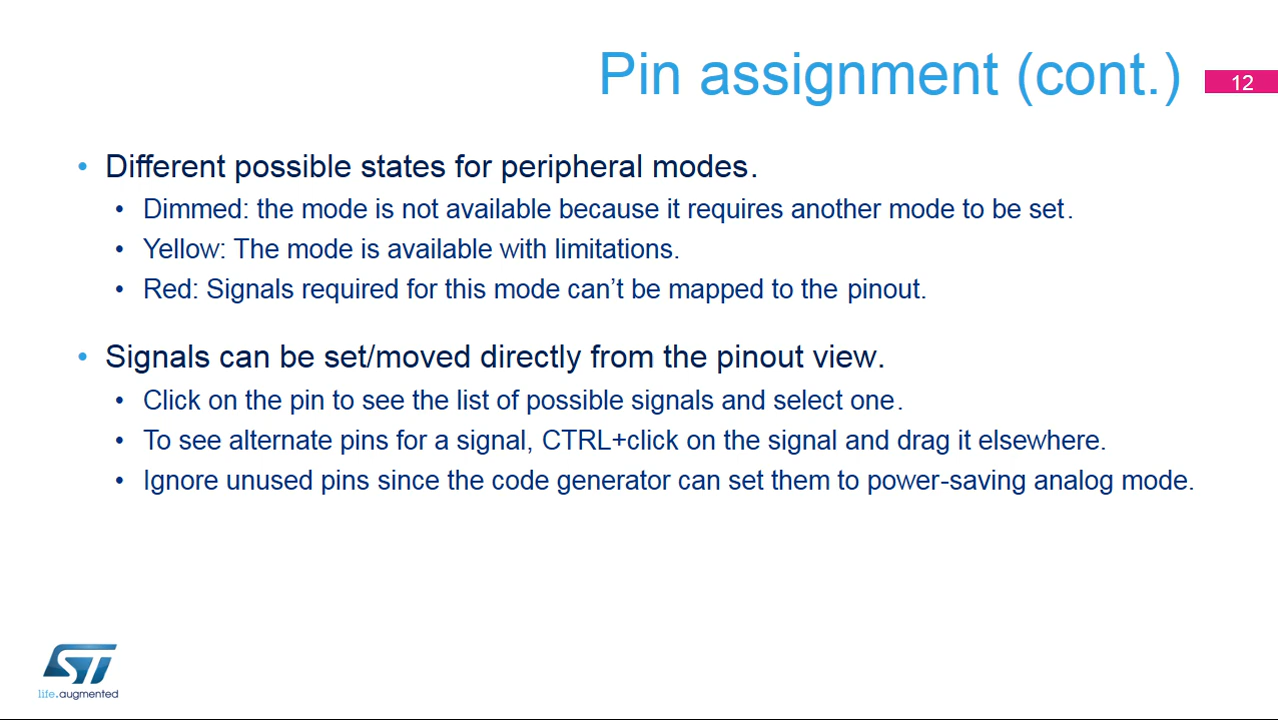 Pin assignment (cont.)
12
• Different possible states for peripheral modes.
• Dimmed: the mode is not available because it requires another mode to be set.
• Yellow: The mode is available with limitations.
• Red: Signals required for this mode can’t be mapped to the pinout.
• Signals can be set/moved directly from the pinout view.
• Click on the pin to see the list of possible signals and select one.
• To see alternate pins for a signal, CTRL+click on the signal and drag it elsewhere.
• Ignore unused pins since the code generator can set them to power-saving analog mode.
ST
life.augmented